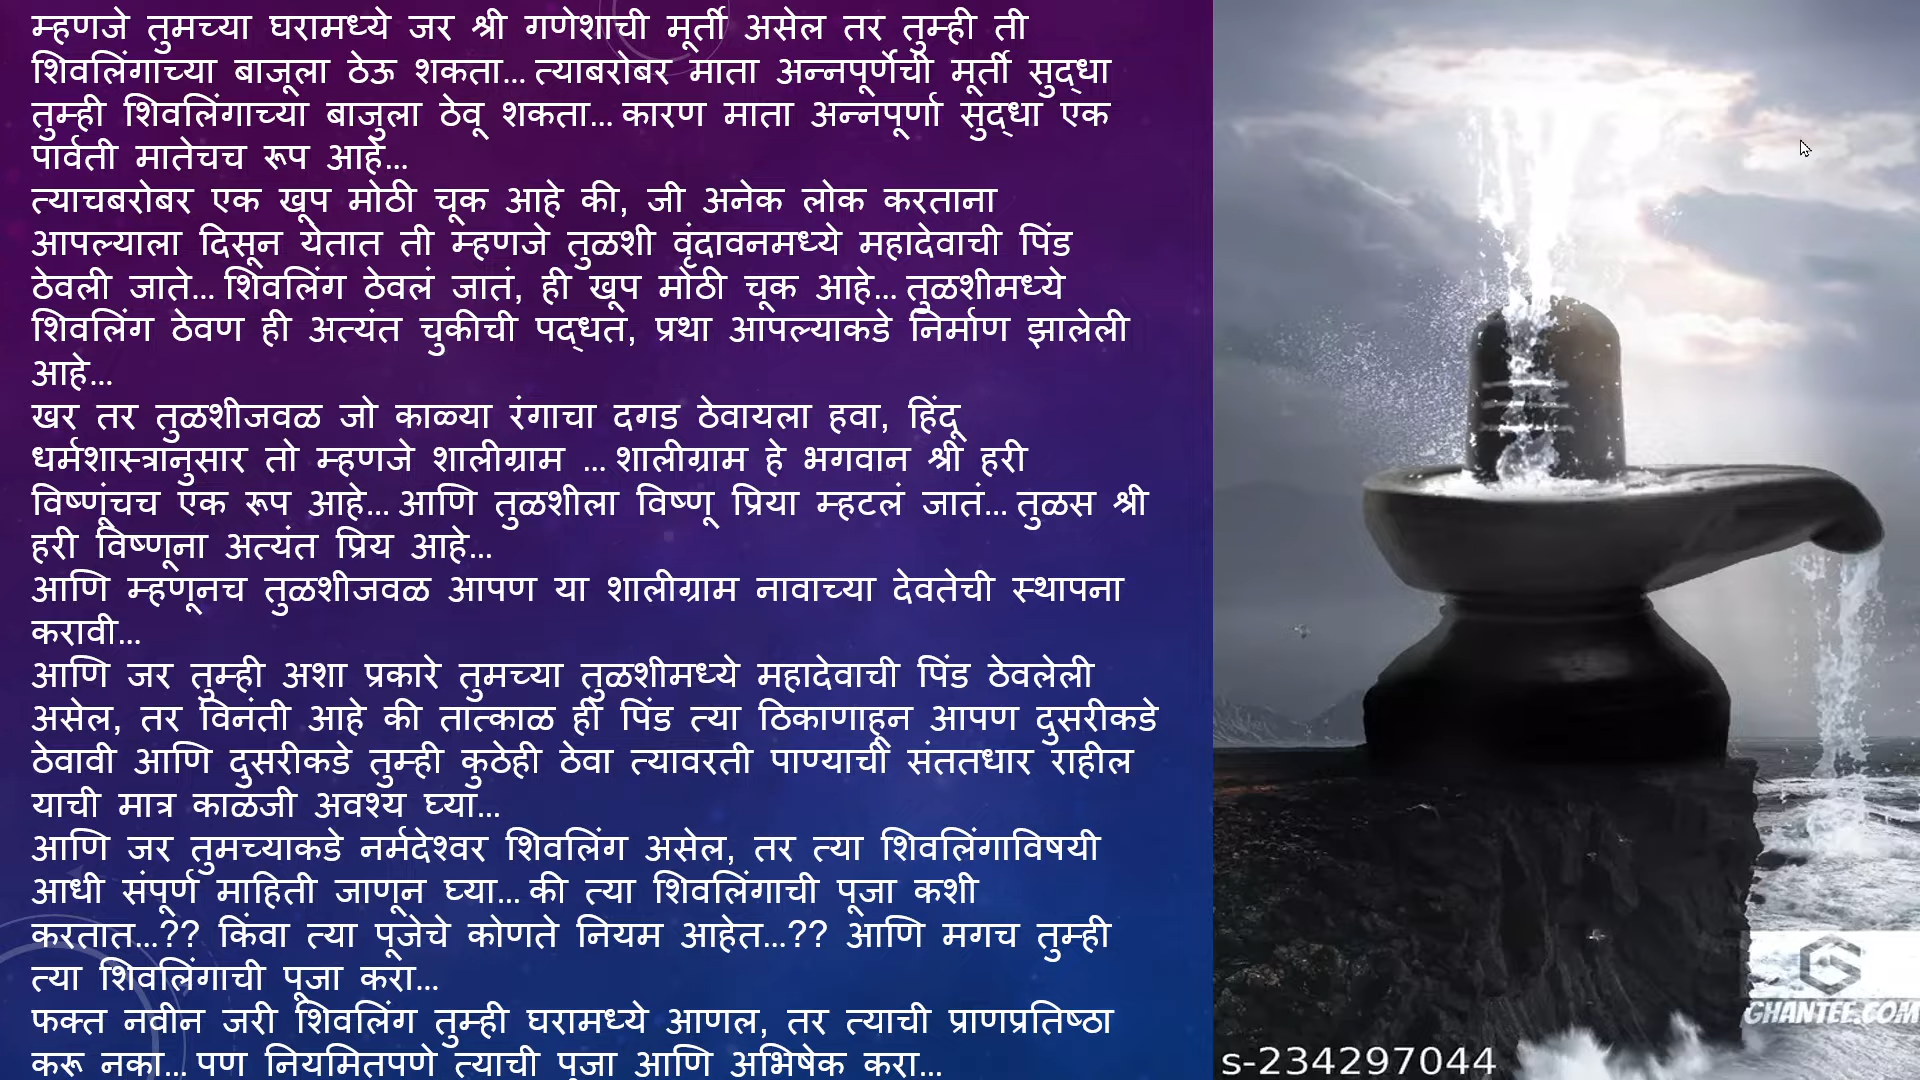 म्हणजे तुमच्या घरामध्ये जर श्री गणेशाची मूर्ती असेल तर तुम्ही ती
शिवलिंगाच्या बाजूला ठेऊ शकता... त्याबरोबर माता अन्नपूर्णेची मूर्ती सुद्धा
तुम्ही शिवलिंगाच्या बाजुला ठेवू शकता... कारण माता अन्नपूर्णा सुद्धा एक
पार्वती मातेचच रूप आहे...
त्याचबरोबर एक खूप मोठी चूक आहे की, जी अनेक लोक करताना
आपल्याला दिसून येतात ती म्हणजे तुळशी वृंदावनमध्ये महादेवाची पिंड
ठेवली जाते... शिवलिंग ठेवलं जातं, ही खूप मोठी चूक आहे... तुळशीमध्ये
शिवलिंग ठेवण ही अत्यंत चुकीची पद्धत, प्रथा आपल्याकडे निर्माण झालेली
आहे...
खर तर तुळशीजवळ जो काळ्या रंगाचा दगड ठेवायला हवा, हिंदू
धर्मशास्त्रानुसार तो म्हणजे शालीग्राम ... शालीग्राम हे भगवान श्री हरी
विष्णूंचच एक रूप आहे... आणि तुळशीला विष्णू प्रिया म्हटलं जातं... तुळस श्री
हरी विष्णूना अत्यंत प्रिय आहे...
आणि म्हणूनच तुळशीजवळ आपण या शालीग्राम नावाच्या देवतेची स्थापना
करावी...
आणि जर तुम्ही अशा प्रकारे तुमच्या तुळशीमध्ये महादेवाची पिंड ठेवलेली
असेल, तर विनंती आहे की तात्काळ ही पिंड त्या ठिकाणाहून आपण दुसरीकडे
ठेवावी आणि दुसरीकडे तुम्ही कुठेही ठेवा त्यावरती पाण्याची संततधार राहील
याची मात्र काळजी अवश्य घ्या...
आणि जर तुमच्याकडे नर्मदेश्वर शिवलिंग असेल, तर त्या शिवलिंगाविषयी
आधी संपूर्ण माहिती जाणून घ्या... की त्या शिवलिंगाची पूजा कशी
करतात...?? किंवा त्या पूजेचे कोणते नियम आहेत...?? आणि मगच तुम्ही
त्या शिवलिंगाची पूजा करा...
फक्त नवीन जरी शिवलिंग तुम्ही घरामध्ये आणल, तर त्याची प्राणप्रतिष्ठा
करू नका... पण नियमितपणे त्याची पूजा आणि अभिषेक करा...
GHANTEE.COM
s-234297044